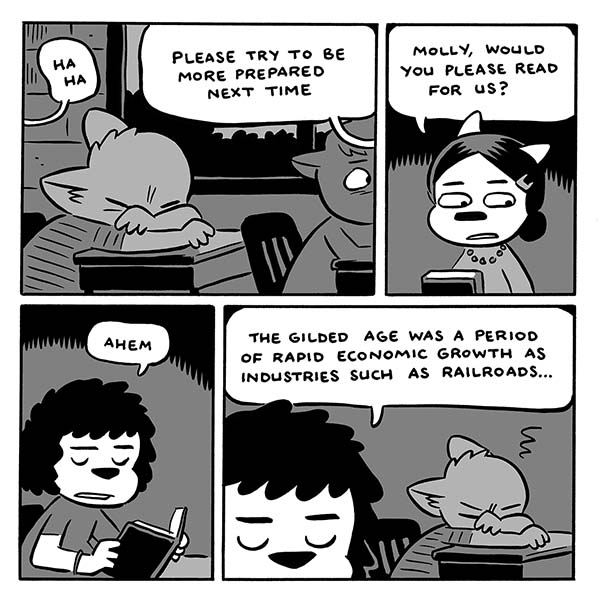 HA
HA
PLEASE TRY TO BE
MORE PREPARED
NEXT TIME
MOLLY, WOULD
YOU PLEASE READ
FOR US?
AHEM
THE GILDED AGE WAS A PERIOD
OF RAPID ECONOMIC GROWTH AS
INDUSTRIES SUCH AS RAILROADS...